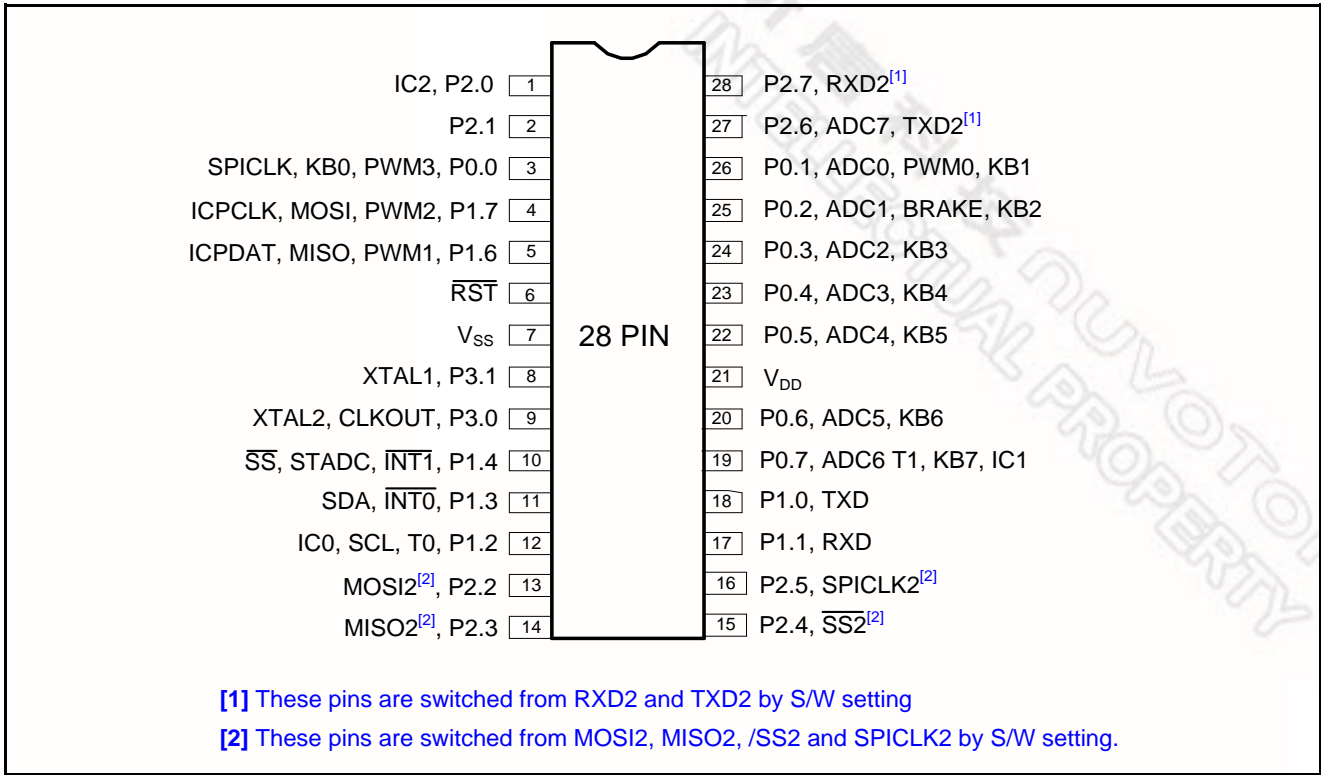 IC2, P2.0 1
P2.1 2
SPICLK, KB0, PWM3, P0.0 3
ICPCLK, MOSI, PWM2, P1.7 4
ICPDAT, MISO, PWM1, P1.6 5
RST 6
VSS 7
XTAL1, P3.1 8
XTAL2, CLKOUT, P3.0 9
SS, STADC, INT1, P1.4 10
SDA, INT0, P1.3 11
IC0, SCL, T0, P1.2 12
MOSI2[2], P2.2 13
MISO2[2], P2.3 14
28 PIN
28 P2.7, RXD2[1]
27 P2.6, ADC7, TXD2[1]
26 P0.1, ADC0, PWM0, KB1
25 P0.2, ADC1, BRAKE, KB2
24 P0.3, ADC2, KB3
23 P0.4, ADC3, KB4
22 P0.5, ADC4, KB5
21 VDD
20 P0.6, ADC5, KB6
19 P0.7, ADC6 T1, KB7, IC1
18 P1.0, TXD
17 P1.1, RXD
16 P2.5, SPICLK2[2]
15 P2.4, SS2[2]
[1] These pins are switched from RXD2 and TXD2 by S/W setting
[2] These pins are switched from MOSI2, MISO2, /SS2 and SPICLK2 by S/W setting.
INTELLECTUAL PROPERTY